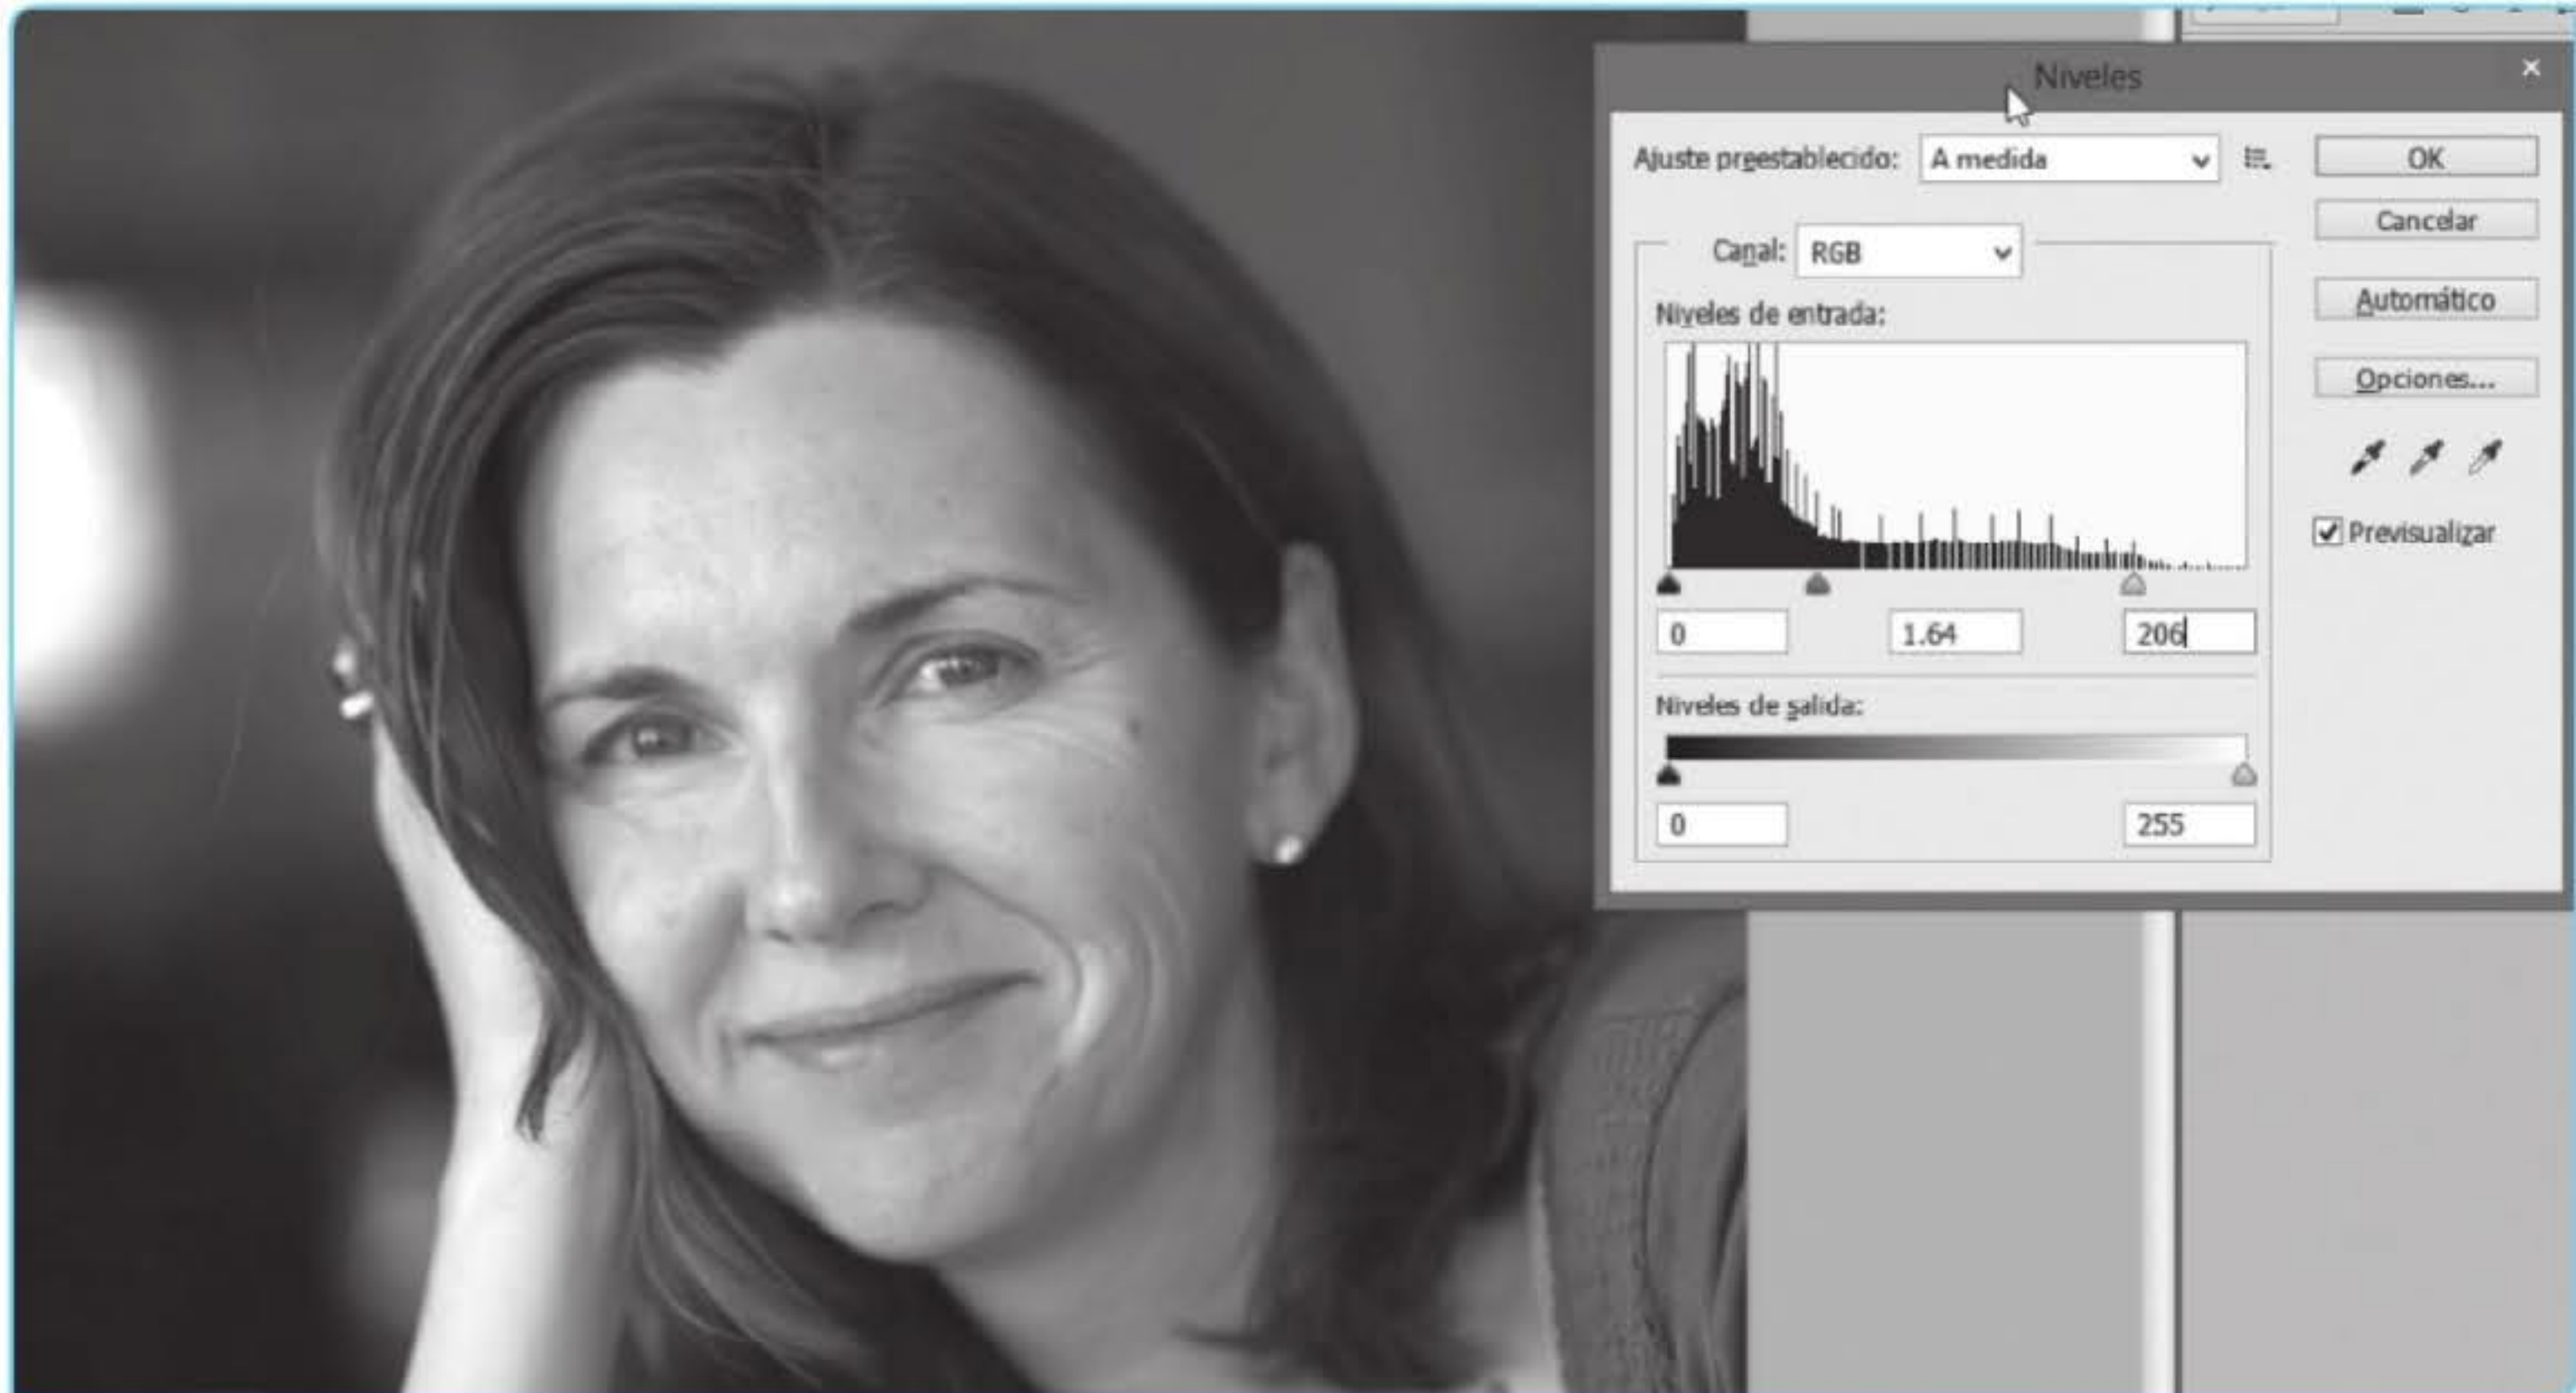 Niveles
Ajuste preestablecido: A medida
OK
Cancelar
Canal: RGB
Automático
Niveles de entrada:
Opciones...
Previsualizar
0 1.64 206
Niveles de salida:
0 255